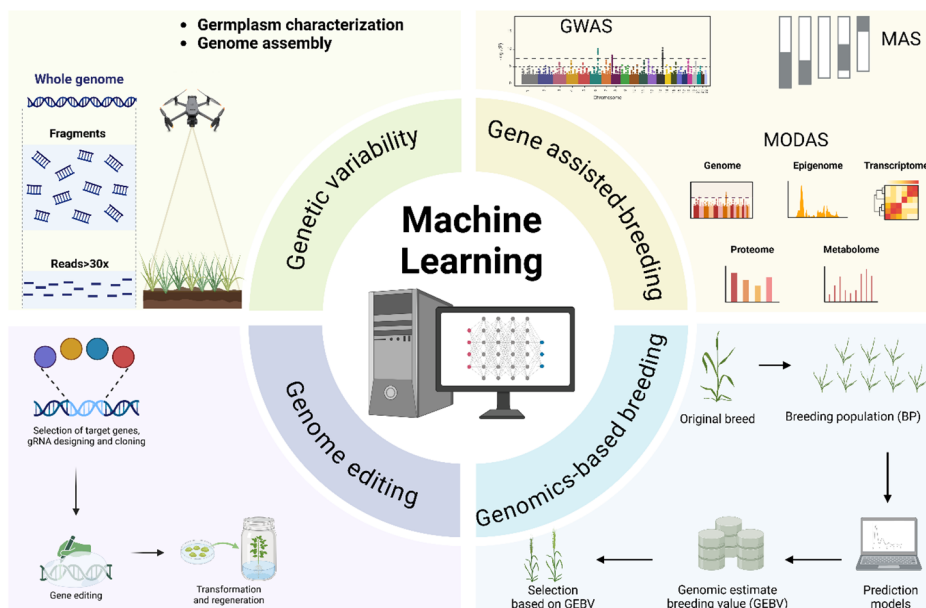 • Germplasm characterization
• Genome assembly
Whole genome
Fragments
Reads>30x
Genetic variability
GWAS
Chromosome
MAS
MODAS
Genome
Epigenome
Transcriptome
Proteome
Metabolome
Gene assisted-breeding
Machine
Learning
Genome editing
Selection of target genes,
gRNA designing and cloning
Gene editing
Transformation
and regeneration
Genomics-based breeding
Original breed
Breeding population (BP)
Prediction
models
Genomic estimate
breeding value (GEBV)
Selection
based on GEBV